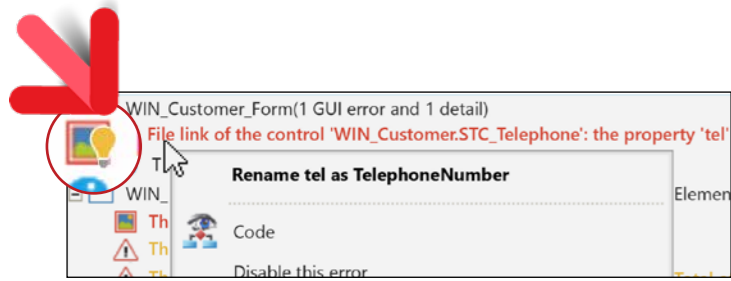 WIN_Customer_Form(1 GUI error and 1 detail)
File link of the control 'WIN_Customer.STC_Telephone': the property 'tel'
T
Rename tel as TelephoneNumber
WIN_
Elemen
Th
Code
Th
Disable this error
Th